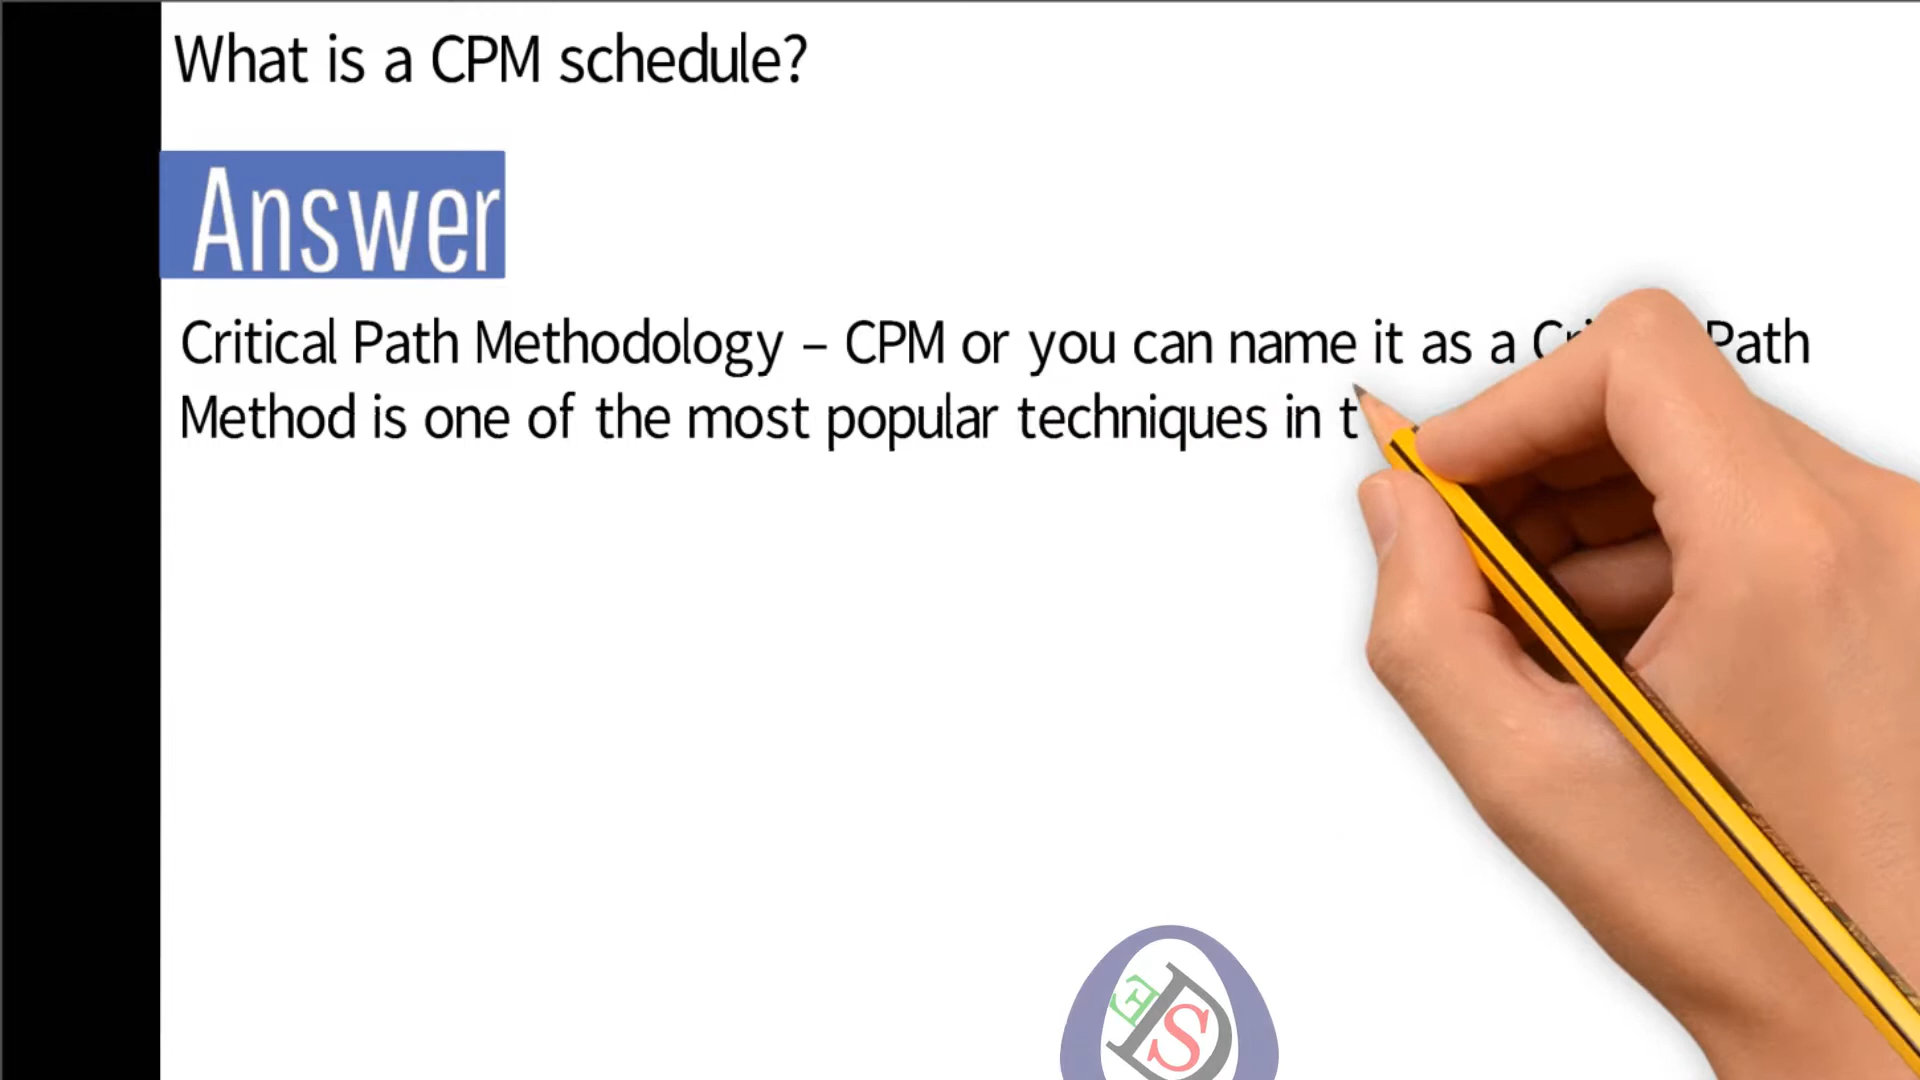 What is a CPM schedule?
Answer
Critical Path Methodology – CPM or you can name it as a Path
Method is one of the most popular techniques in t
E
D
S